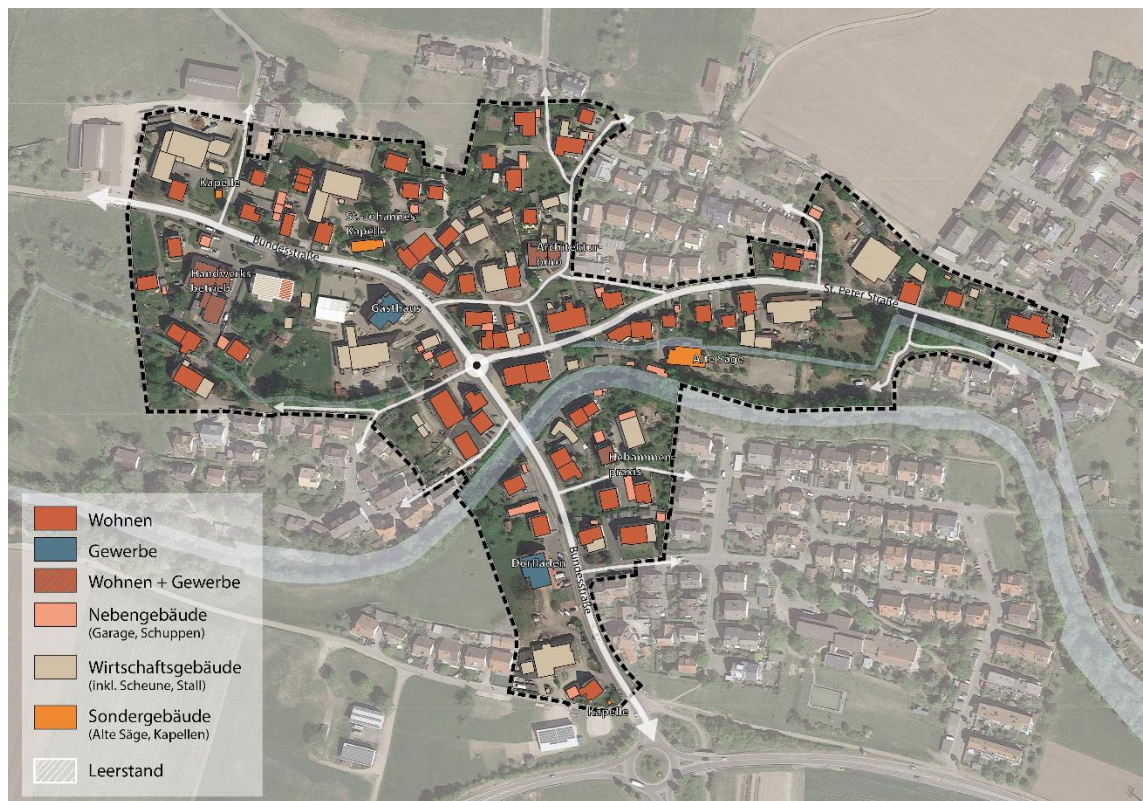 Kapelle
St. Johannes-
Kapelle
Bundesstraße
Architektur-
büro
Handwerks
betrieb
Gasthaus
St. Peter Straße
Alte Säge
Hebammen-
praxis
Dorfladen
Bundesstraße
Kapelle
Wohnen
Gewerbe
Wohnen + Gewerbe
Nebengebäude
(Garage, Schuppen)
Wirtschaftsgebäude
(inkl. Scheune, Stall)
Sondergebäude
(Alte Säge, Kapellen)
Leerstand